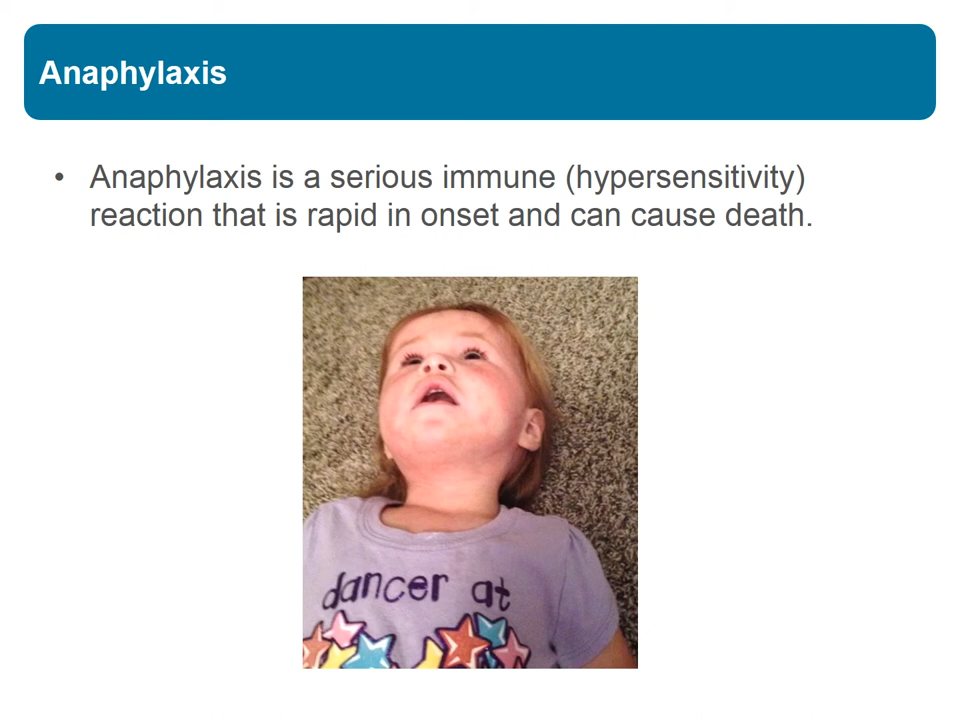 Anaphylaxis
• Anaphylaxis is a serious immune (hypersensitivity)
reaction that is rapid in onset and can cause death.
dancer at